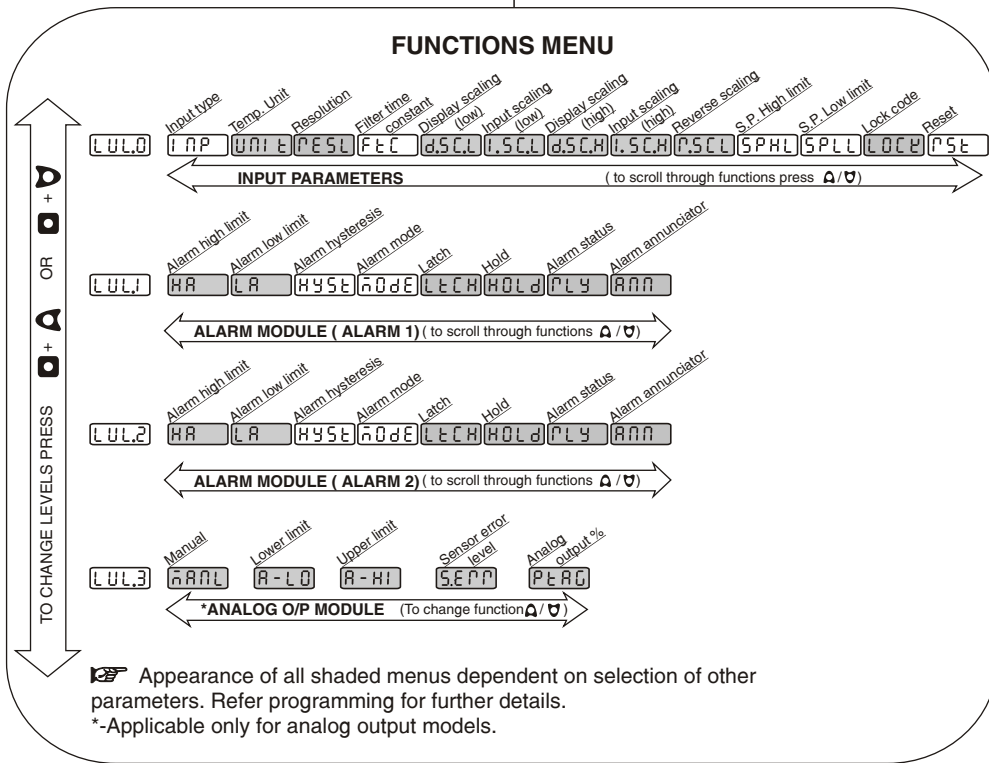 FUNCTIONS MENU
Input type
Temp. Unit
Resolution
Filter time
constant
Display scaling
(low)
Input scaling
(low)
Display scaling
(high)
Input scaling
(high)
Reverse scaling
S.P. High limit
S.P. Low limit
Lock code
Reset
LVL.0 INP UNIt RESL FtC d.SC.L I.SC.L d.SC.H I.SC.H R.SCL SPHL SPLL LOCK RSt
INPUT PARAMETERS ( to scroll through functions press / )
Alarm high limit
Alarm low limit
Alarm hysteresis
Alarm mode
Latch
Hold
Alarm status
Alarm annunciator
LVL.1 HA LA HYSt MOdE LtCH HOLd RLY ANN
ALARM MODULE ( ALARM 1) ( to scroll through functions / )
Alarm high limit
Alarm low limit
Alarm hysteresis
Alarm mode
Latch
Hold
Alarm status
Alarm annunciator
LVL.2 HA LA HYSt MOdE LtCH HOLd RLY ANN
ALARM MODULE ( ALARM 2) ( to scroll through functions / )
Manual
Lower limit
Upper limit
Sensor error
level
Analog
output %
LVL.3 MANL A-LO A-HI S.ERR PtAG
*ANALOG O/P MODULE (To change function / )
TO CHANGE LEVELS PRESS + OR +
Appearance of all shaded menus dependent on selection of other
parameters. Refer programming for further details.
*-Applicable only for analog output models.